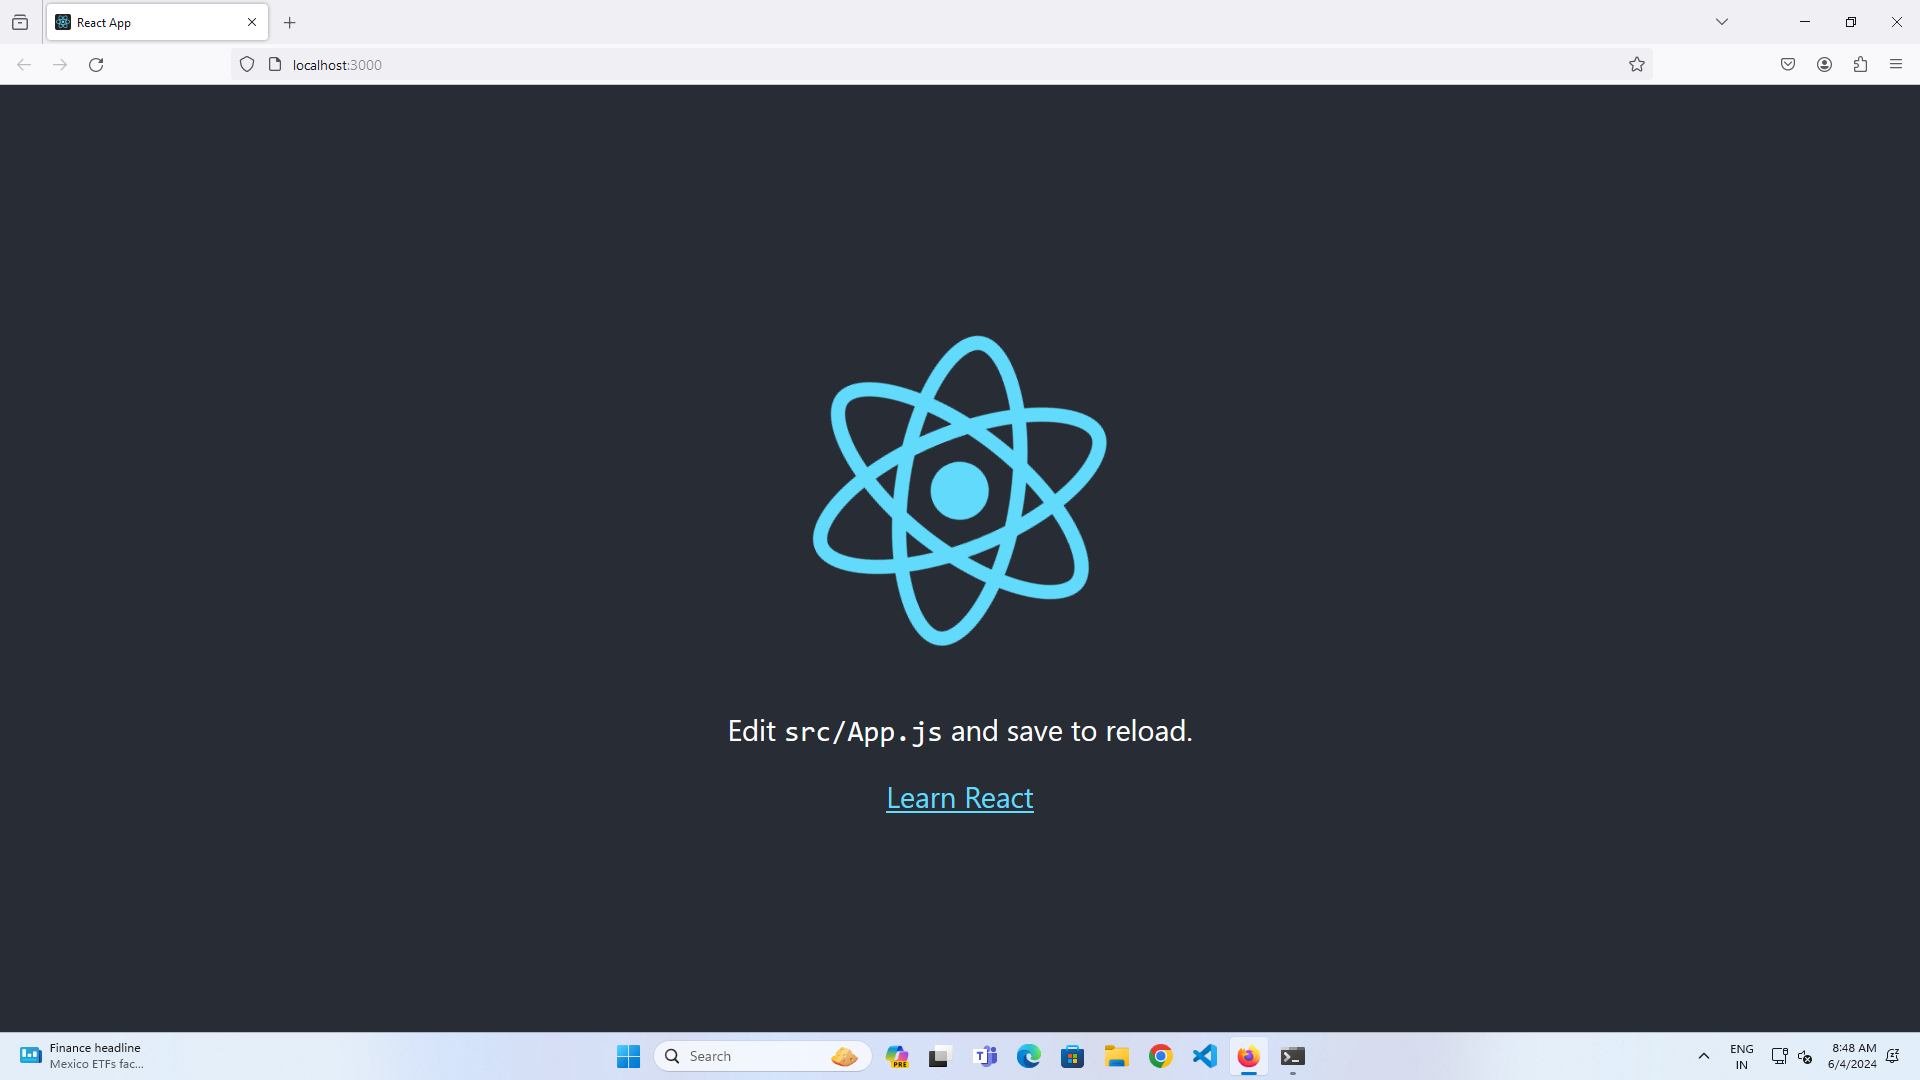 React App
localhost:3000
Edit src/App.js and save to reload.
Learn React
Finance headline
Mexico ETFs fac...
Search
PRE
ENG
IN
8:48 AM
6/4/2024